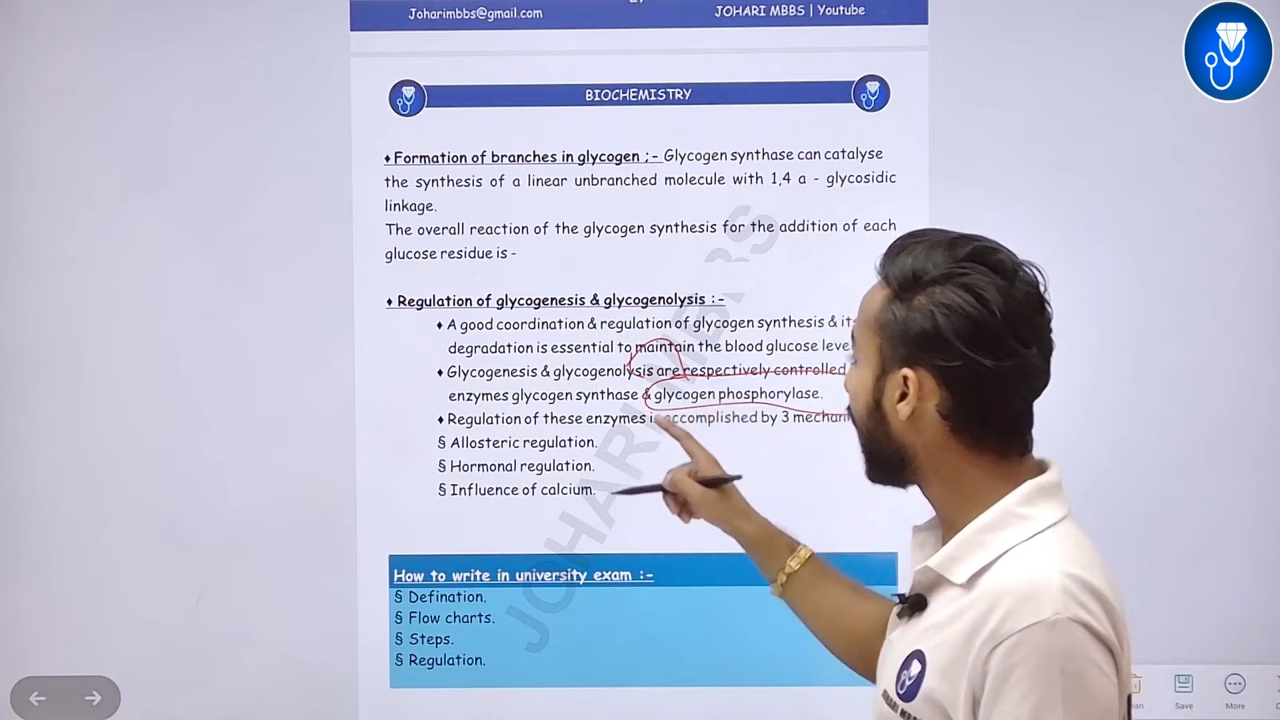 Joharimbbs@gmail.com
JOHARI MBBS | Youtube
BIOCHEMISTRY
♦ Formation of branches in glycogen ;- Glycogen synthase can catalyse
the synthesis of a linear unbranched molecule with 1,4 a - glycosidic
linkage.
The overall reaction of the glycogen synthesis for the addition of each
glucose residue is -
♦ Regulation of glycogenesis & glycogenolysis :-
♦ A good coordination & regulation of glycogen synthesis &
degradation is essential to maintain the blood glucose
♦ Glycogenesis & glycogenolysis are respectively controlled
enzymes glycogen synthase & glycogen phosphorylase.
♦ Regulation of these enzymes is accomplished by 3
§ Allosteric regulation.
§ Hormonal regulation.
§ Influence of calcium.
How to write in university exam :-
§ Defination.
§ Flow charts.
§ Steps.
§ Regulation.
JOHARI MBBS
JOHARI MBBS
Save
More